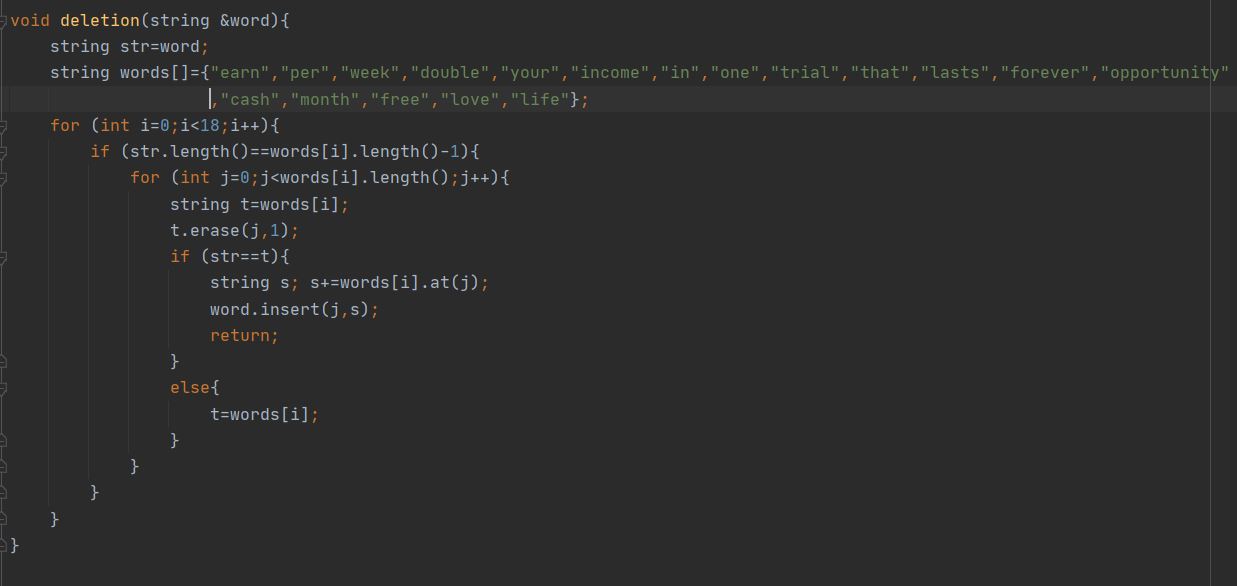 void deletion(string &word){
    string str=word;
    string words[]={"earn","per","week","double","your","income","in","one","trial","that","lasts","forever","opportunity"
                    ,"cash","month","free","love","life"};
    for (int i=0;i<18;i++){
        if (str.length()==words[i].length()-1){
            for (int j=0;j<words[i].length();j++){
                string t=words[i];
                t.erase(j,1);
                if (str==t){
                    string s; s+=words[i].at(j);
                    word.insert(j,s);
                    return;
                }
                else{
                    t=words[i];
                }
            }
        }
    }
}